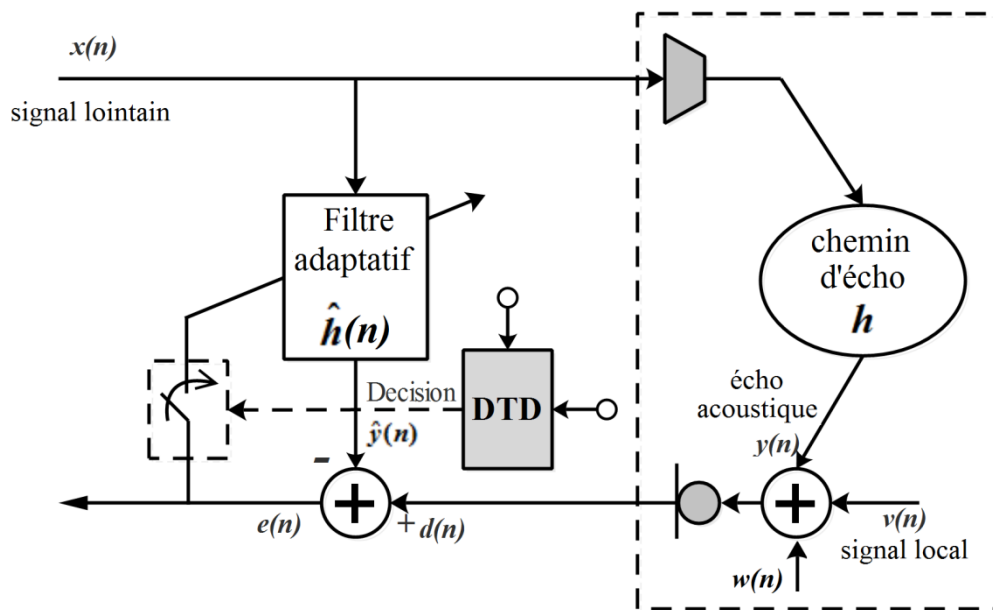 x(n)
signal lointain
Filtre
adaptatif
ĥ(n)
chemin
d'écho
h
Decision
DTD
ŷ(n)
écho
acoustique
y(n)
-
+
+
e(n)
+
d(n)
v(n)
signal local
w(n)